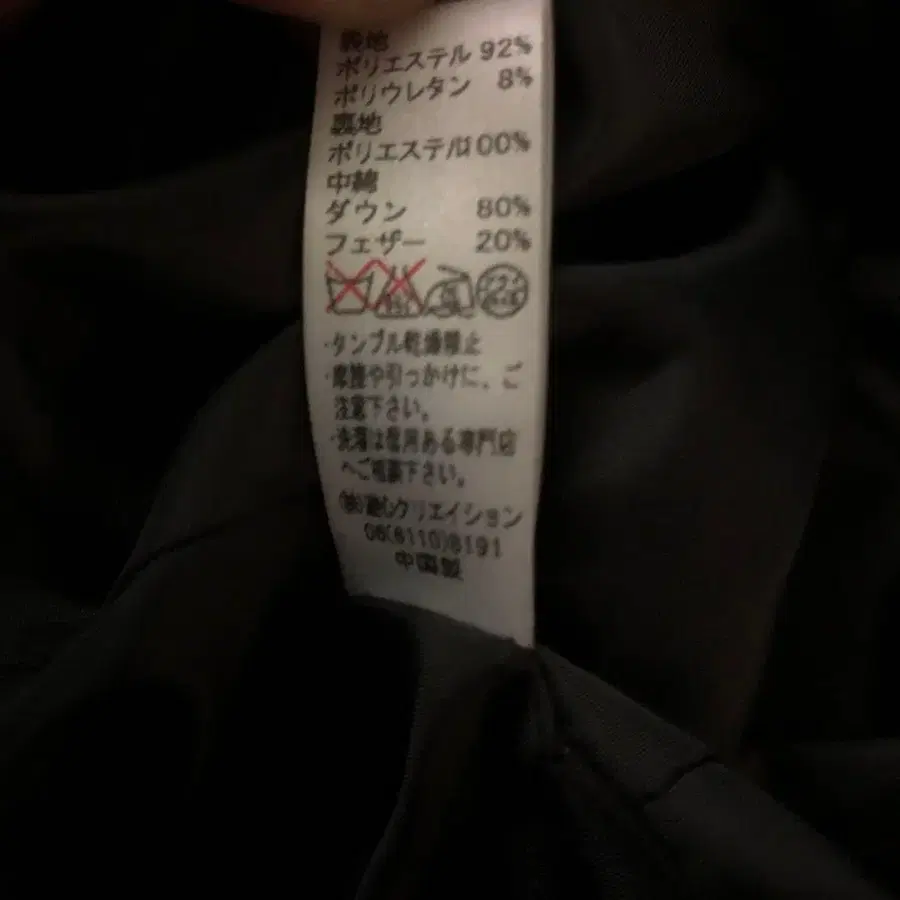 表地
ポリエステル 92%
ポリウレタン 8%
裏地
ポリエステル100%
中綿
ダウン 80%
フェザー 20%
・タンブル乾燥禁止
・摩擦や引っかけに、ご
注意下さい。
・洗濯は信用ある専門店
へご相談下さい。
クリエイション
06(6110)8191
中国製